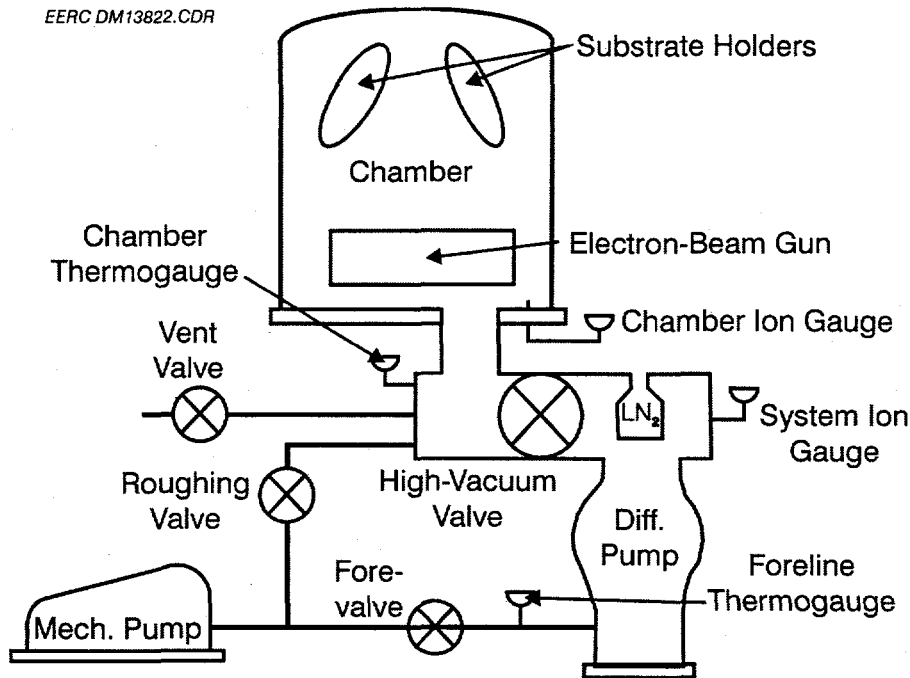 EERC DM13822.CDR
Substrate Holders
Chamber
Electron-Beam Gun
Chamber
Thermogauge
Chamber Ion Gauge
Vent
Valve
LN₂
System Ion
Gauge
Roughing
Valve
High-Vacuum
Valve
Diff.
Pump
Fore-
valve
Foreline
Thermogauge
Mech. Pump